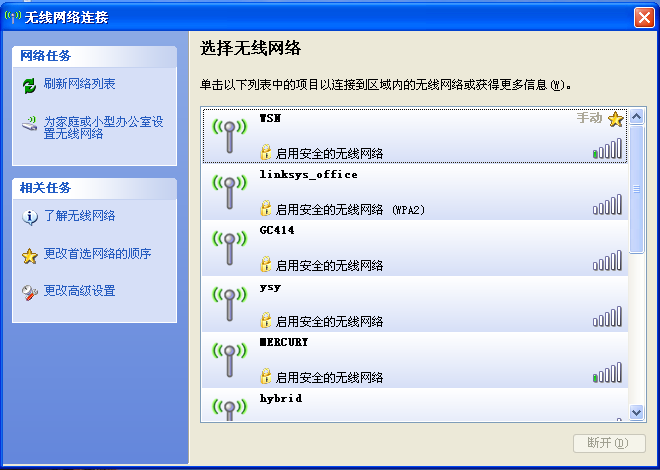 无线网络连接
网络任务
刷新网络列表
为家庭或小型办公室设
置无线网络
相关任务
了解无线网络
更改首选网络的顺序
更改高级设置
选择无线网络
单击以下列表中的项目以连接到区域内的无线网络或获得更多信息(W)。
WSN
手动
启用安全的无线网络
linksys_office
启用安全的无线网络 (WPA2)
GC414
启用安全的无线网络
ysy
启用安全的无线网络
MERCURY
启用安全的无线网络
hybrid
断开(D)